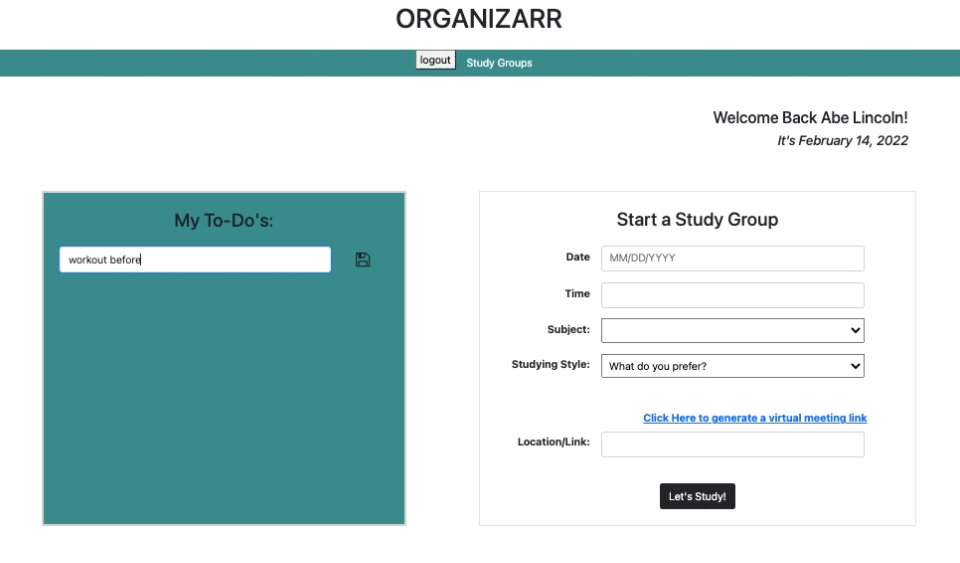 ORGANIZARR
logout Study Groups
Welcome Back Abe Lincoln!
It's February 14, 2022
My To-Do's:
workout before
Start a Study Group
Date MM/DD/YYYY
Time
Subject:
Studying Style: What do you prefer?
Click Here to generate a virtual meeting link
Location/Link:
Let's Study!